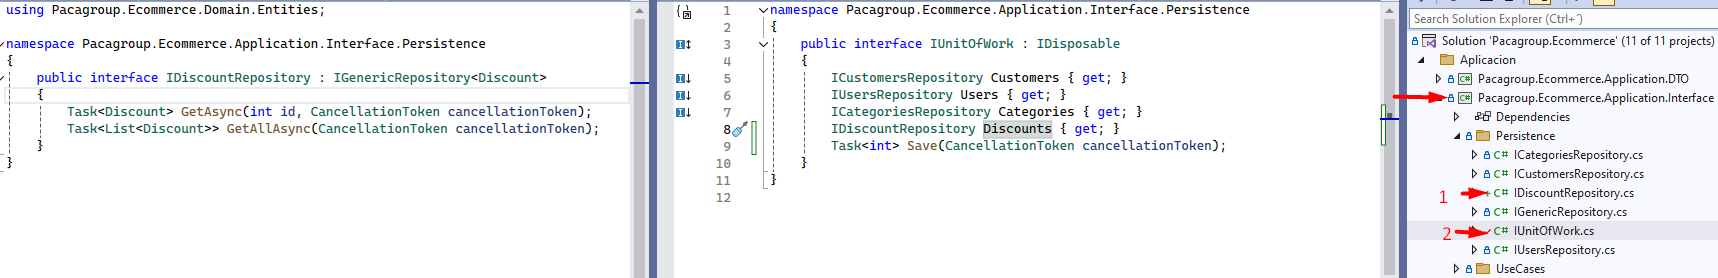 using Pacagroup.Ecommerce.Domain.Entities;
namespace Pacagroup.Ecommerce.Application.Interface.Persistence
{
public interface IDiscountRepository : IGenericRepository<Discount>
{
Task<Discount> GetAsync(int id, CancellationToken cancellationToken);
Task<List<Discount>> GetAllAsync(CancellationToken cancellationToken);
}
}
1 namespace Pacagroup.Ecommerce.Application.Interface.Persistence
2 {
3 public interface IUnitOfWork : IDisposable
4 {
5 ICustomersRepository Customers { get; }
6 IUsersRepository Users { get; }
7 ICategoriesRepository Categories { get; }
8 IDiscountRepository Discounts { get; }
9 Task<int> Save(CancellationToken cancellationToken);
10 }
11 }
12
Search Solution Explorer (Ctrl+´)
Solution 'Pacagroup.Ecommerce' (11 of 11 projects)
Aplicacion
C# Pacagroup.Ecommerce.Application.DTO
C# Pacagroup.Ecommerce.Application.Interface
Dependencies
Persistence
C# ICategoriesRepository.cs
C# ICustomersRepository.cs
1 C# IDiscountRepository.cs
C# IGenericRepository.cs
2 C# IUnitOfWork.cs
C# IUsersRepository.cs
UseCases